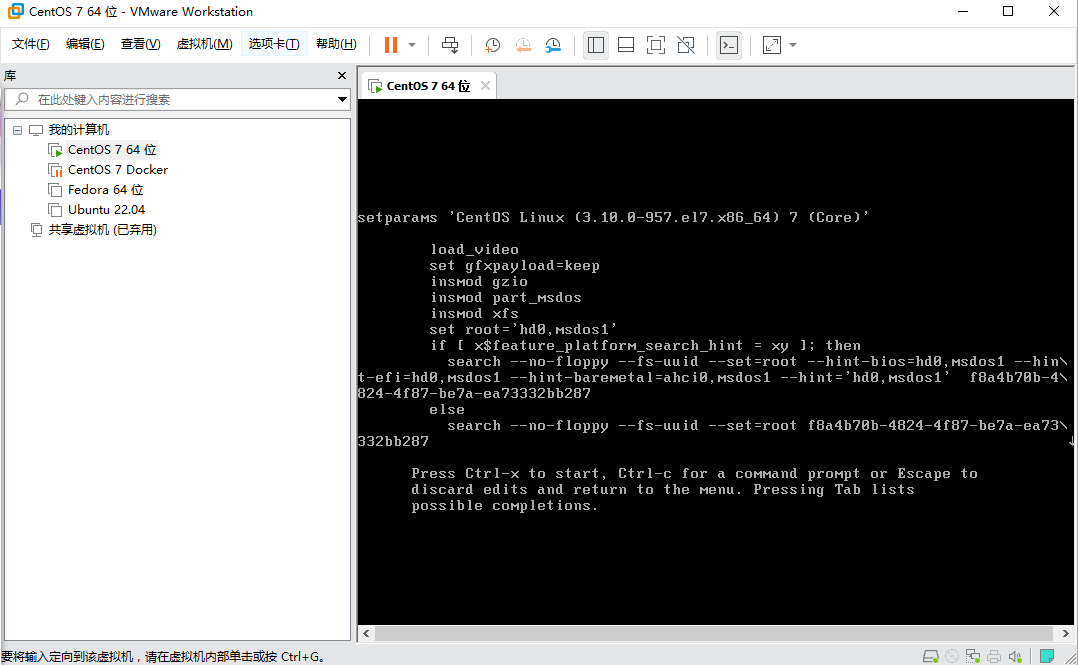 CentOS 7 64 位 - VMware Workstation
文件(F) 编辑(E) 查看(V) 虚拟机(M) 选项卡(T) 帮助(H)
库
在此处键入内容进行搜索
我的计算机
CentOS 7 64 位
CentOS 7 Docker
Fedora 64 位
Ubuntu 22.04
共享虚拟机 (已弃用)
CentOS 7 64 位
setparams 'CentOS Linux (3.10.0-957.el7.x86_64) 7 (Core)'
load_video
set gfxpayload=keep
insmod gzio
insmod part_msdos
insmod xfs
set root='hd0,msdos1'
if [ x$feature_platform_search_hint = xy ]; then
search --no-floppy --fs-uuid --set=root --hint-bios=hd0,msdos1 --hin\
t-efi=hd0,msdos1 --hint-baremetal=ahci0,msdos1 --hint='hd0,msdos1'  f8a4b70b-4\
824-4f87-be7a-ea73332bb287
else
search --no-floppy --fs-uuid --set=root f8a4b70b-4824-4f87-be7a-ea73\
332bb287
Press Ctrl-x to start, Ctrl-c for a command prompt or Escape to
discard edits and return to the menu. Pressing Tab lists
possible completions.
要将输入定向到该虚拟机，请在虚拟机内部单击或按 Ctrl+G。